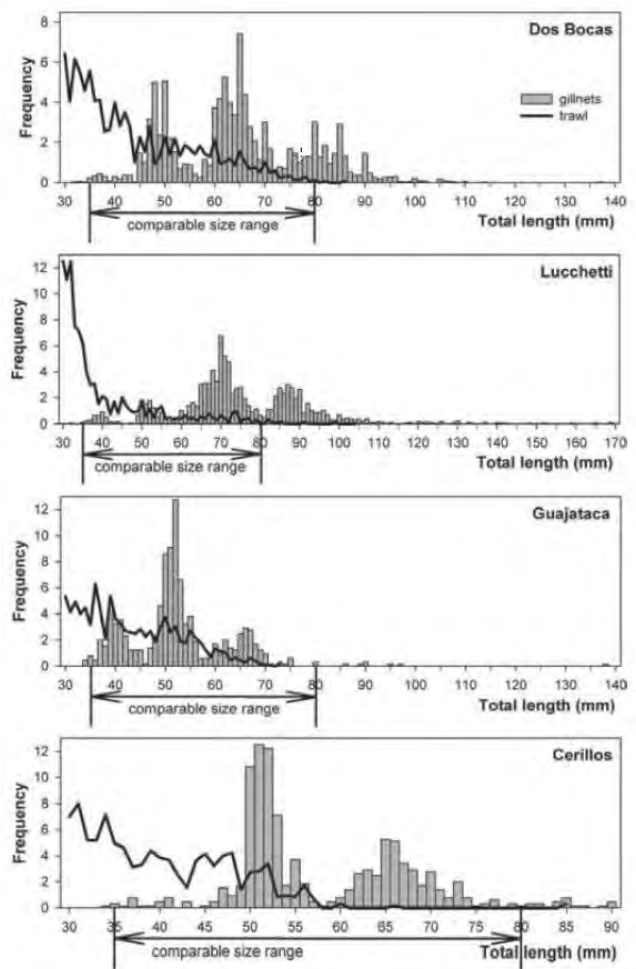 Dos Bocas
gillnets
trawl
Frequency
8
6
4
2
0
30 40 50 60 70 80 90 100 110 120 130 140
comparable size range
Total length (mm)
Lucchetti
Frequency
12
10
8
6
4
2
0
30 40 50 60 70 80 90 100 110 120 130 140 150 160 170
comparable size range
Total length (mm)
Guajataca
Frequency
12
10
8
6
4
2
0
30 40 50 60 70 80 90 100 110 120 130 140
comparable size range
Total length (mm)
Cerillos
Frequency
12
10
8
6
4
2
0
30 35 40 45 50 55 60 65 70 75 80 85 90
comparable size range
Total length (mm)